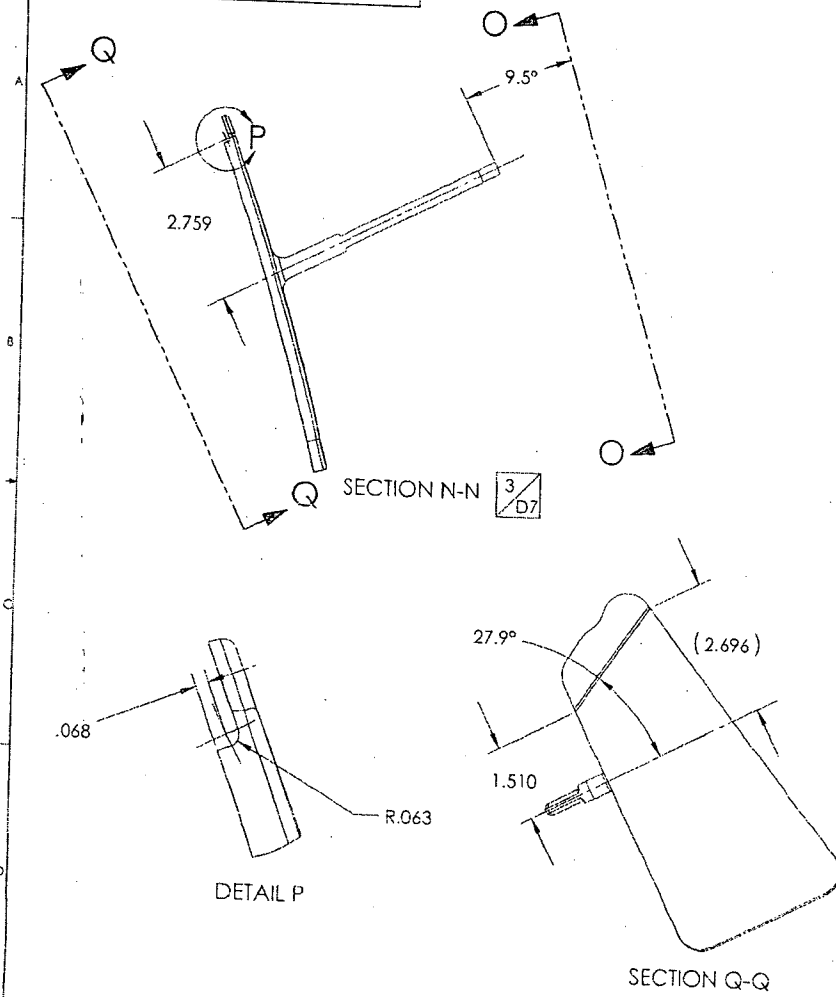 A
Q
O
9.5°
P
2.759
B
O
Q
SECTION N-N
3
D7
C
27.9°
(2.696)
.068
1.510
R.063
DETAIL P
SECTION Q-Q